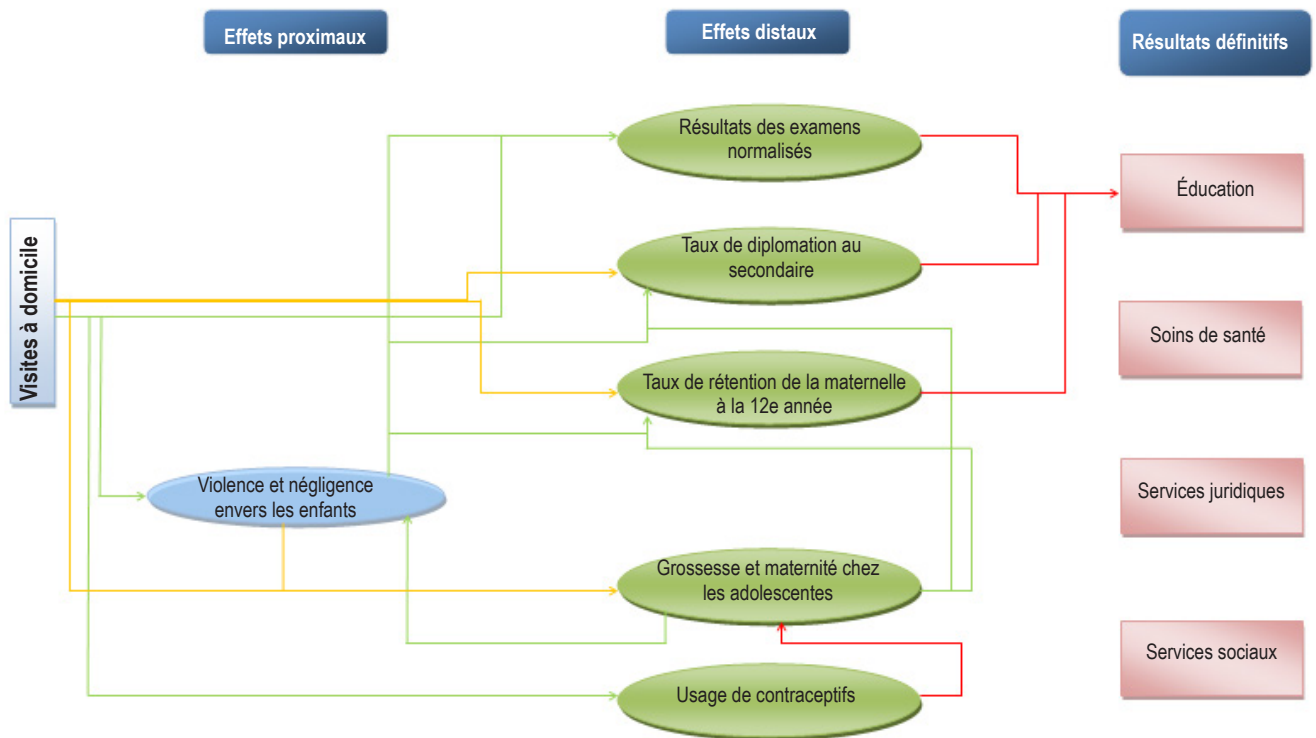 Effets proximaux
Effets distaux
Résultats définitifs
Résultats des examens
normalisés
Éducation
Visites à domicile
Taux de diplomation au
secondaire
Soins de santé
Taux de rétention de la maternelle
à la 12e année
Violence et négligence
envers les enfants
Services juridiques
Grossesse et maternité chez
les adolescentes
Services sociaux
Usage de contraceptifs